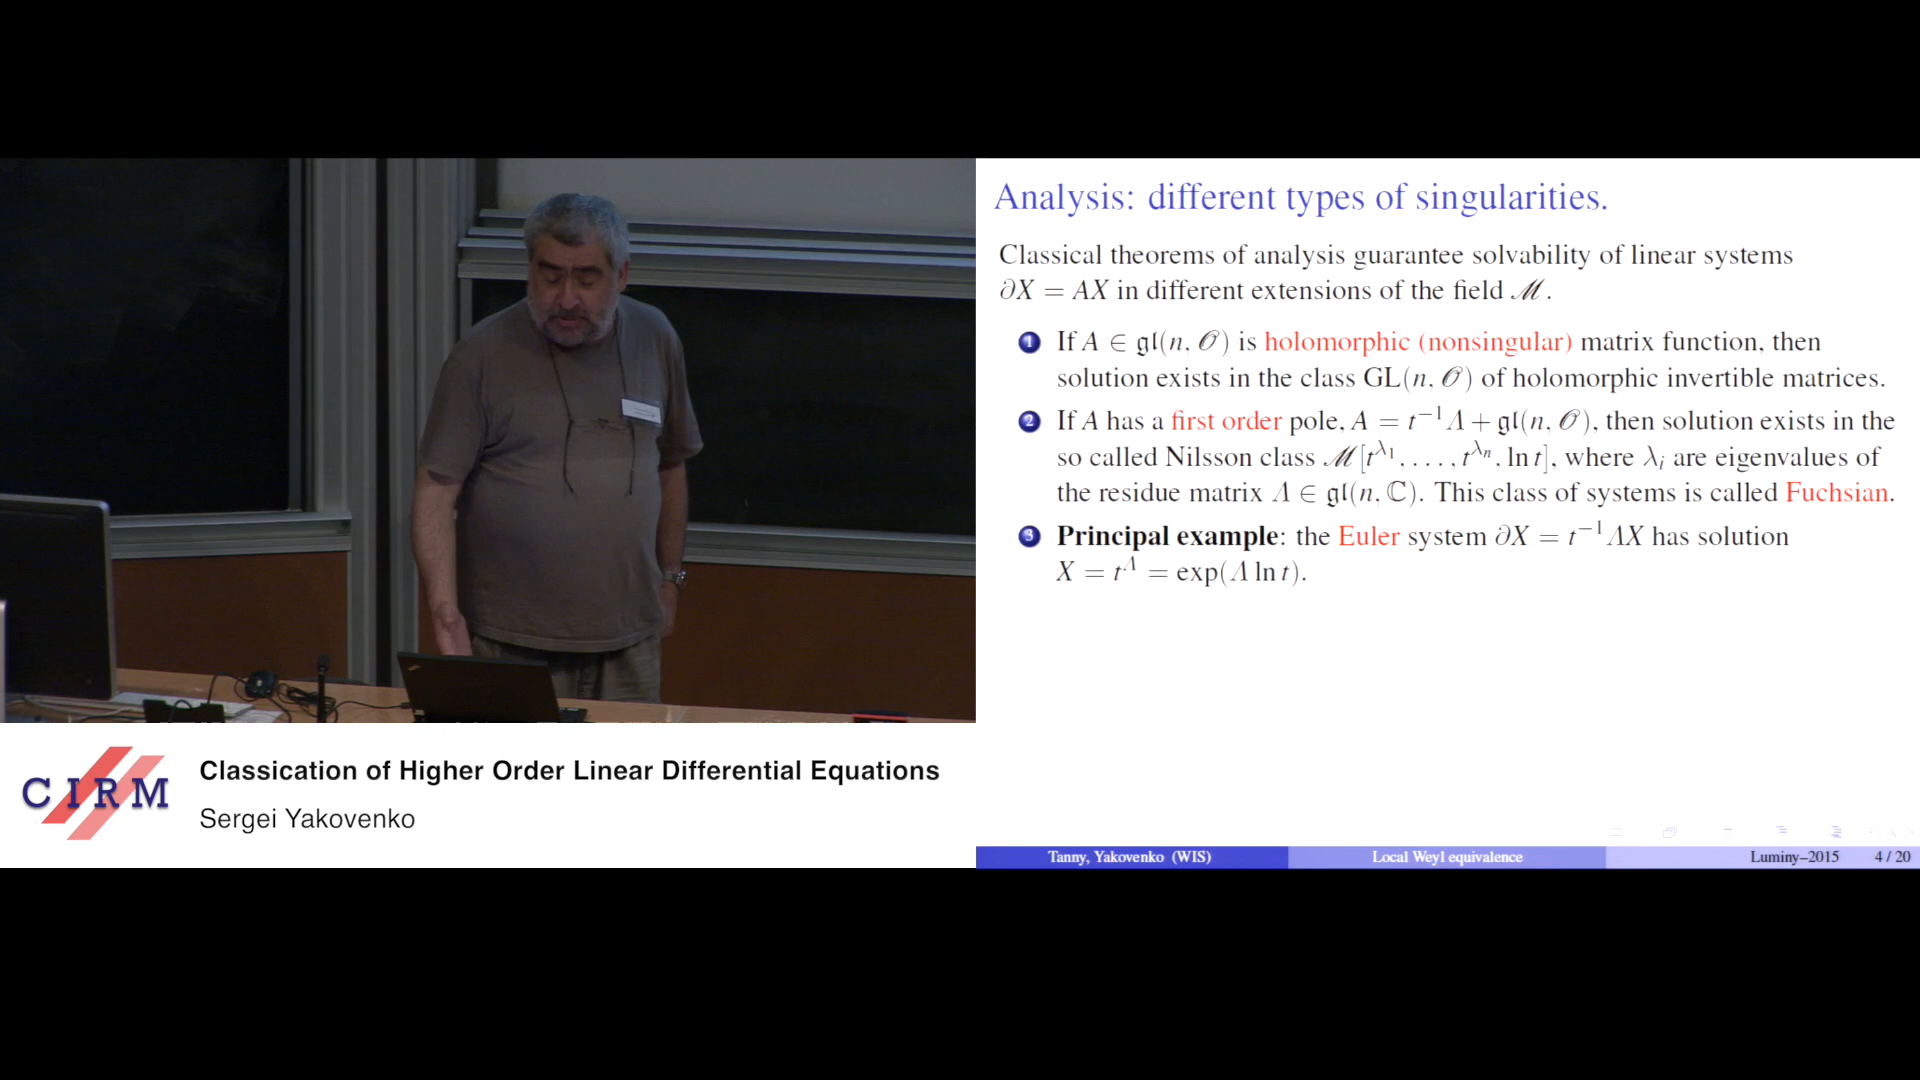 Analysis: different types of singularities.
Classical theorems of analysis guarantee solvability of linear systems
∂X = AX in different extensions of the field ℳ.
1 If A ∈ 𝔤𝔩(n, 𝒪) is holomorphic (nonsingular) matrix function, then
solution exists in the class GL(n, 𝒪) of holomorphic invertible matrices.
2 If A has a first order pole, A = t⁻¹Λ + 𝔤𝔩(n, 𝒪), then solution exists in the
so called Nilsson class ℳ[t^λ₁, . . . , t^λₙ, ln t], where λᵢ are eigenvalues of
the residue matrix Λ ∈ 𝔤𝔩(n, ℂ). This class of systems is called Fuchsian.
3 Principal example: the Euler system ∂X = t⁻¹ΛX has solution
X = t^Λ = exp(Λ ln t).
CIRM
Classication of Higher Order Linear Differential Equations
Sergei Yakovenko
Tanny, Yakovenko (WIS)
Local Weyl equivalence
Luminy–2015
4 / 20